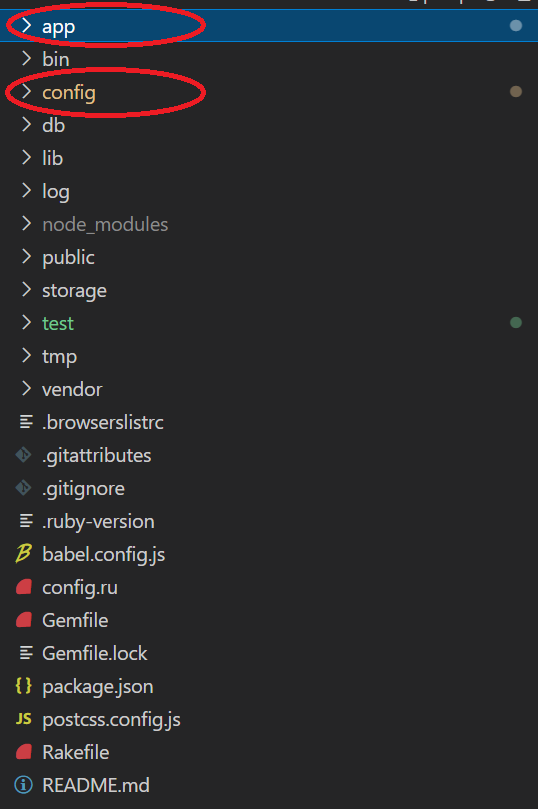 app
bin
config
db
lib
log
node_modules
public
storage
test
tmp
vendor
.browserslistrc
.gitattributes
.gitignore
.ruby-version
babel.config.js
config.ru
Gemfile
Gemfile.lock
package.json
JS postcss.config.js
Rakefile
README.md